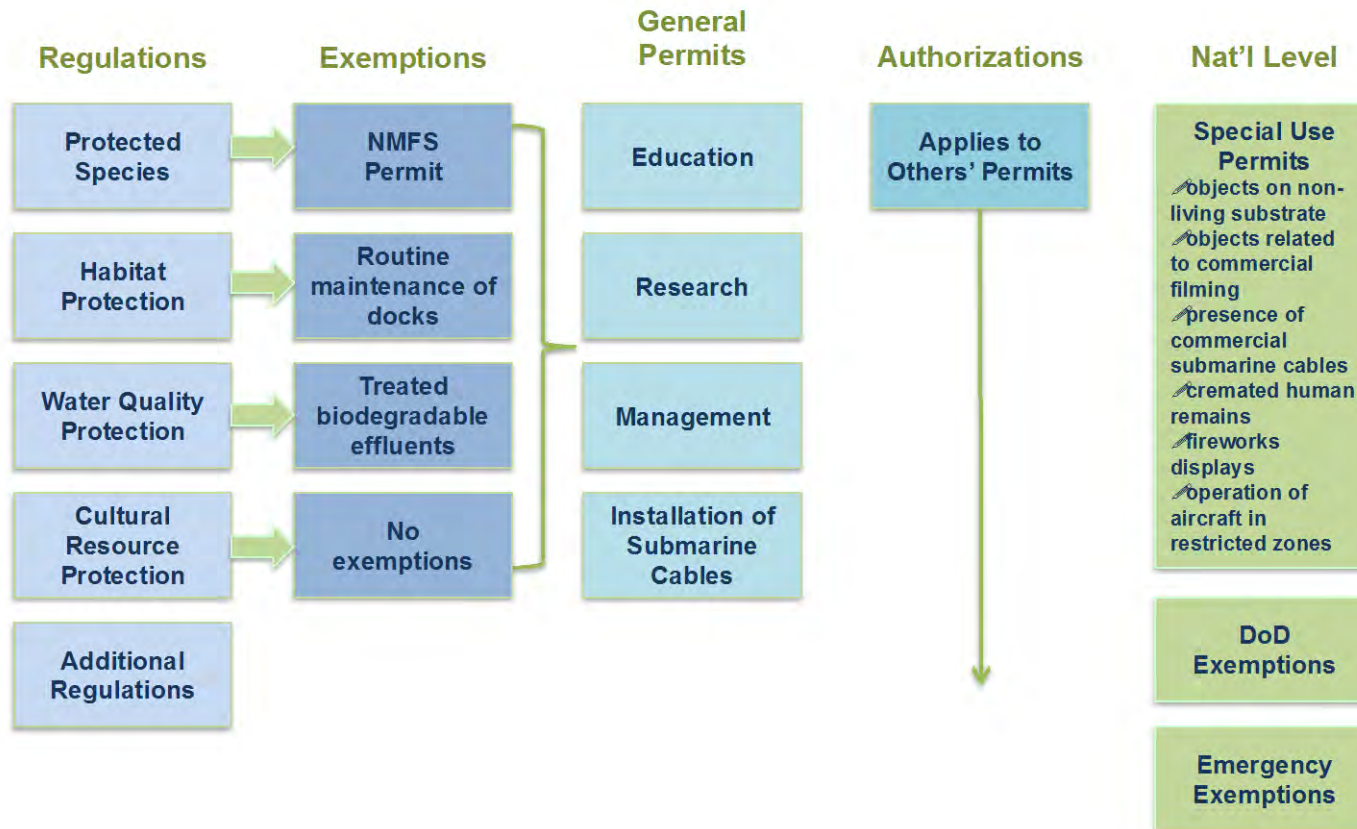 Regulations
Exemptions
General
Permits
Authorizations
Nat'l Level
Protected
Species
Habitat
Protection
Water Quality
Protection
Cultural
Resource
Protection
Additional
Regulations
NMFS
Permit
Routine
maintenance of
docks
Treated
biodegradable
effluents
No
exemptions
Education
Research
Management
Installation of
Submarine
Cables
Applies to
Others' Permits
Special Use
Permits
objects on non-
living substrate
objects related
to commercial
filming
presence of
commercial
submarine cables
cremated human
remains
fireworks
displays
operation of
aircraft in
restricted zones
DoD
Exemptions
Emergency
Exemptions